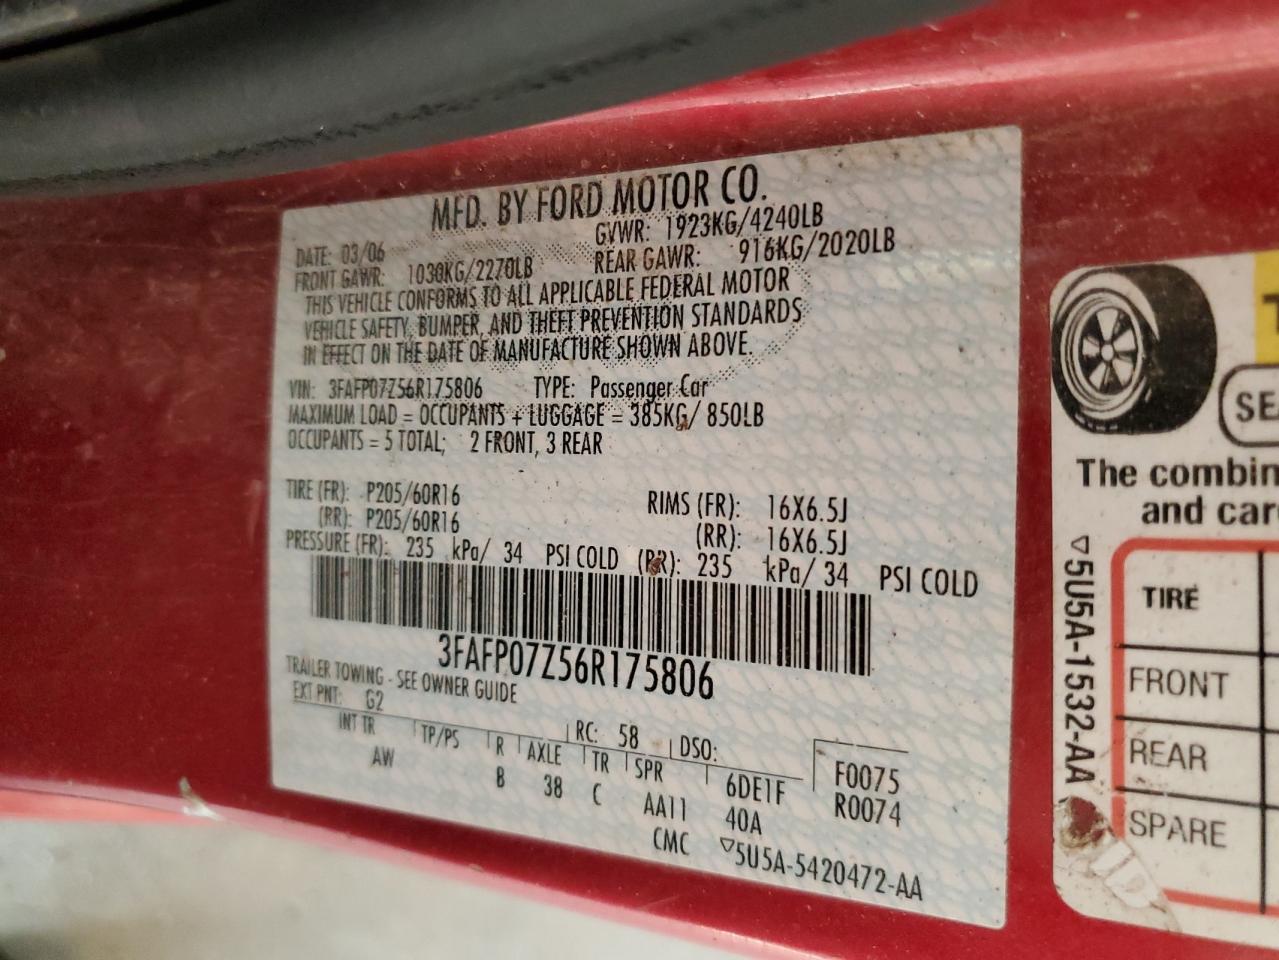 MFD. BY FORD MOTOR CO.
DATE: 03/06 GVWR: 1923KG/4240LB
FRONT GAWR: 1030KG/2270LB REAR GAWR: 916KG/2020LB
THIS VEHICLE CONFORMS TO ALL APPLICABLE FEDERAL MOTOR
VEHICLE SAFETY, BUMPER, AND THEFT PREVENTION STANDARDS
IN EFFECT ON THE DATE OF MANUFACTURE SHOWN ABOVE.
VIN: 3FAFP07Z56R175806 TYPE: Passenger Car
MAXIMUM LOAD = OCCUPANTS + LUGGAGE = 385KG/ 850LB
OCCUPANTS = 5 TOTAL; 2 FRONT, 3 REAR
TIRE (FR): P205/60R16 RIMS (FR): 16X6.5J
(RR): P205/60R16 (RR): 16X6.5J
PRESSURE (FR): 235 kPa/ 34 PSI COLD (RR): 235 kPa/ 34 PSI COLD
3FAFP07Z56R175806
TRAILER TOWING - SEE OWNER GUIDE
EXT PNT: G2 RC: 58 DSO:
INT TR TP/PS R AXLE TR SPR 6DE1F F0075
AW B 38 C AA11 40A R0074
CMC ▽5U5A-5420472-AA
SE
The combin
and car
TIRE
FRONT
REAR
SPARE
▽5U5A-1532-AA